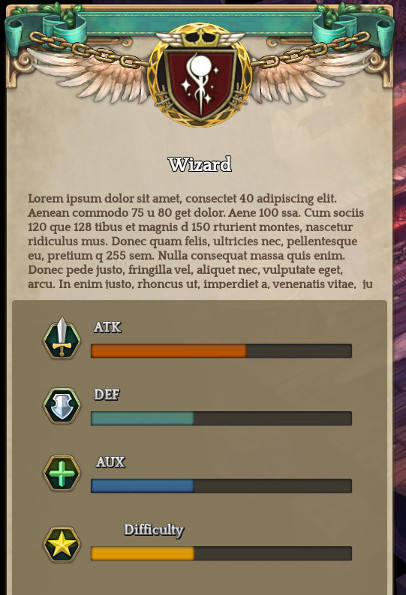 Wizard
Lorem ipsum dolor sit amet, consectet 40 adipiscing elit.
Aenean commodo 75 u 80 get dolor. Aene 100 ssa. Cum sociis
120 que 128 tibus et magnis d 150 rturient montes, nascetur
ridiculus mus. Donec quam felis, ultricies nec, pellentesque
eu, pretium q 255 sem. Nulla consequat massa quis enim.
Donec pede justo, fringilla vel, aliquet nec, vulputate eget,
arcu. In enim justo, rhoncus ut, imperdiet a, venenatis vitae, ju
ATK
DEF
AUX
Difficulty